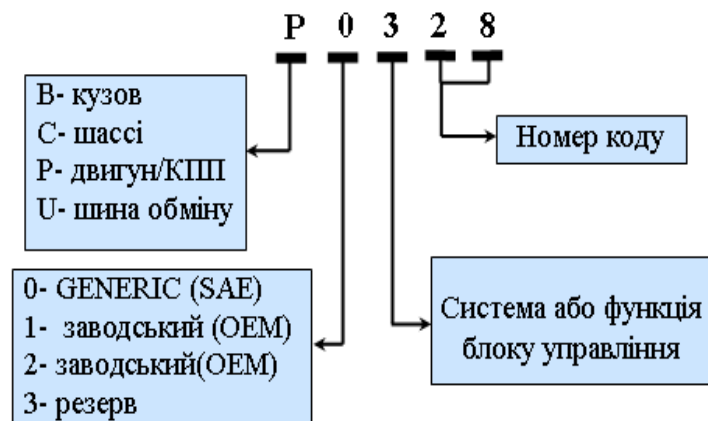 P 0 3 2 8
B- кузов
C- шассі
P- двигун/КПП
U- шина обміну
Номер коду
0- GENERIC (SAE)
1- заводський (OEM)
2- заводський(OEM)
3- резерв
Система або функція
блоку управління